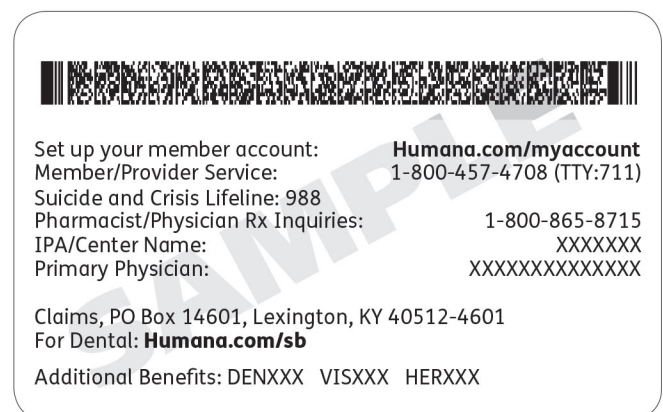 Set up your member account: Humana.com/myaccount
Member/Provider Service: 1-800-457-4708 (TTY:711)
Suicide and Crisis Lifeline: 988
Pharmacist/Physician Rx Inquiries: 1-800-865-8715
IPA/Center Name: XXXXXXX
Primary Physician: XXXXXXXXXXXXXX
Claims, PO Box 14601, Lexington, KY 40512-4601
For Dental: Humana.com/sb
Additional Benefits: DENXXX VISXXX HERXXX
SAMPLE